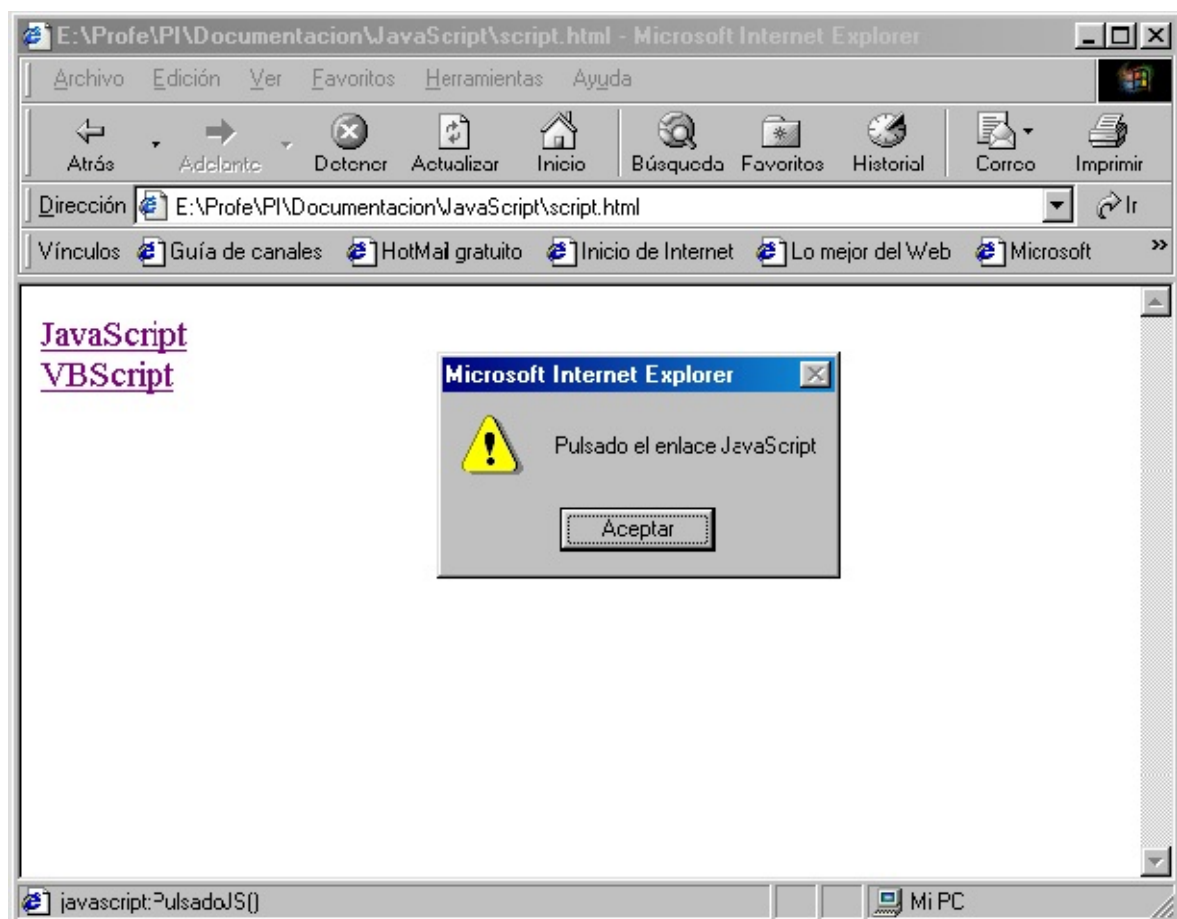 E:\Profe\PI\Documentacion\JavaScript\script.html - Microsoft Internet Explorer
Archivo Edición Ver Favoritos Herramientas Ayuda
Atrás Adelante Detener Actualizar Inicio Búsqueda Favoritos Historial Correo Imprimir
Dirección E:\Profe\PI\Documentacion\JavaScript\script.html Ir
Vínculos Guía de canales HotMail gratuito Inicio de Internet Lo mejor del Web Microsoft »
JavaScript
VBScript
Microsoft Internet Explorer
Pulsado el enlace JavaScript
Aceptar
javascript:PulsadoJS() Mi PC